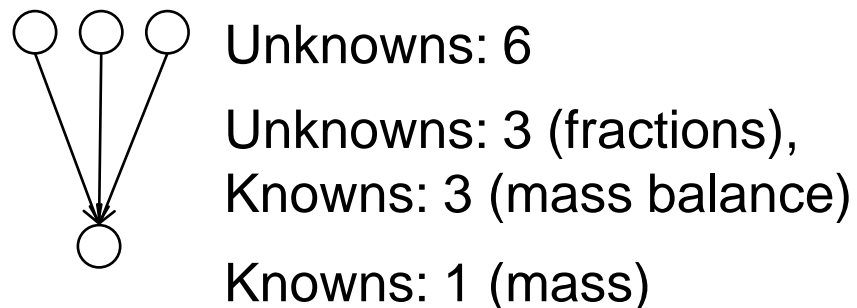 Unknowns: 6
Unknowns: 3 (fractions),
Knowns: 3 (mass balance)
Knowns: 1 (mass)